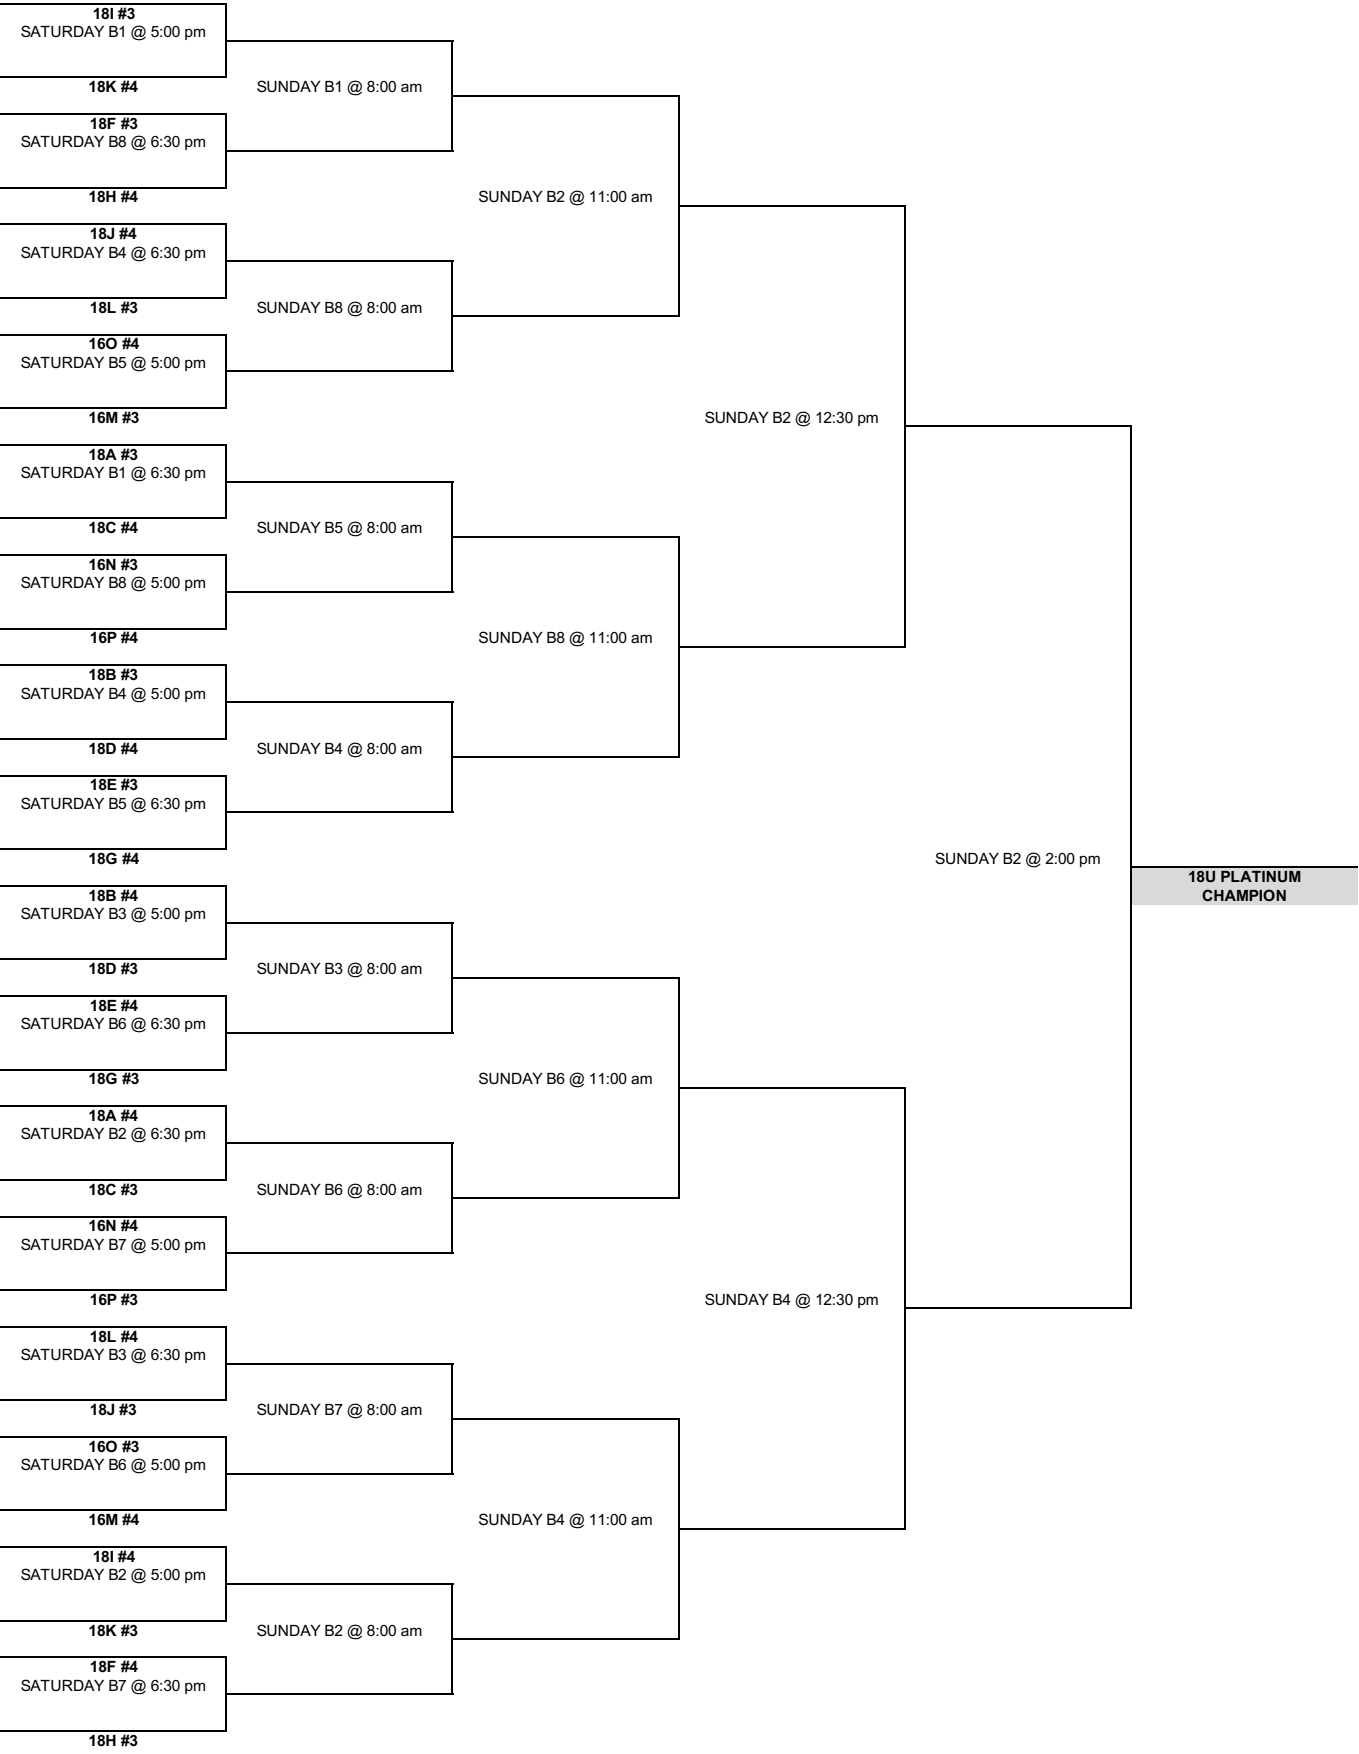 18I #3
SATURDAY B1 @ 5:00 pm
18K #4
SUNDAY B1 @ 8:00 am
18F #3
SATURDAY B8 @ 6:30 pm
18H #4
SUNDAY B2 @ 11:00 am
18J #4
SATURDAY B4 @ 6:30 pm
18L #3
SUNDAY B8 @ 8:00 am
16O #4
SATURDAY B5 @ 5:00 pm
16M #3
SUNDAY B2 @ 12:30 pm
18A #3
SATURDAY B1 @ 6:30 pm
18C #4
SUNDAY B5 @ 8:00 am
16N #3
SATURDAY B8 @ 5:00 pm
16P #4
SUNDAY B8 @ 11:00 am
18B #3
SATURDAY B4 @ 5:00 pm
18D #4
SUNDAY B4 @ 8:00 am
18E #3
SATURDAY B5 @ 6:30 pm
18G #4
SUNDAY B2 @ 2:00 pm
18U PLATINUM
CHAMPION
18B #4
SATURDAY B3 @ 5:00 pm
18D #3
SUNDAY B3 @ 8:00 am
18E #4
SATURDAY B6 @ 6:30 pm
18G #3
SUNDAY B6 @ 11:00 am
18A #4
SATURDAY B2 @ 6:30 pm
18C #3
SUNDAY B6 @ 8:00 am
16N #4
SATURDAY B7 @ 5:00 pm
16P #3
SUNDAY B4 @ 12:30 pm
18L #4
SATURDAY B3 @ 6:30 pm
18J #3
SUNDAY B7 @ 8:00 am
16O #3
SATURDAY B6 @ 5:00 pm
16M #4
SUNDAY B4 @ 11:00 am
18I #4
SATURDAY B2 @ 5:00 pm
18K #3
SUNDAY B2 @ 8:00 am
18F #4
SATURDAY B7 @ 6:30 pm
18H #3